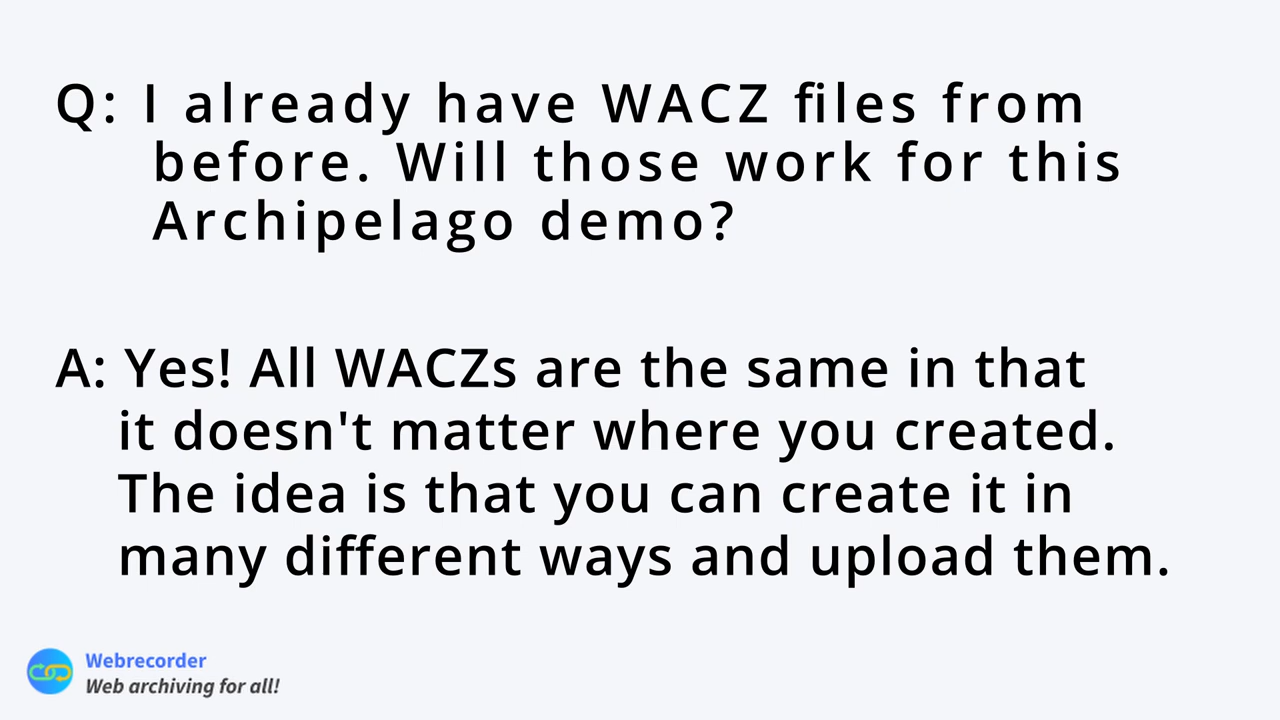 Q: I already have WACZ files from
before. Will those work for this
Archipelago demo?
A: Yes! All WACZs are the same in that
it doesn't matter where you created.
The idea is that you can create it in
many different ways and upload them.
Webrecorder
Web archiving for all!